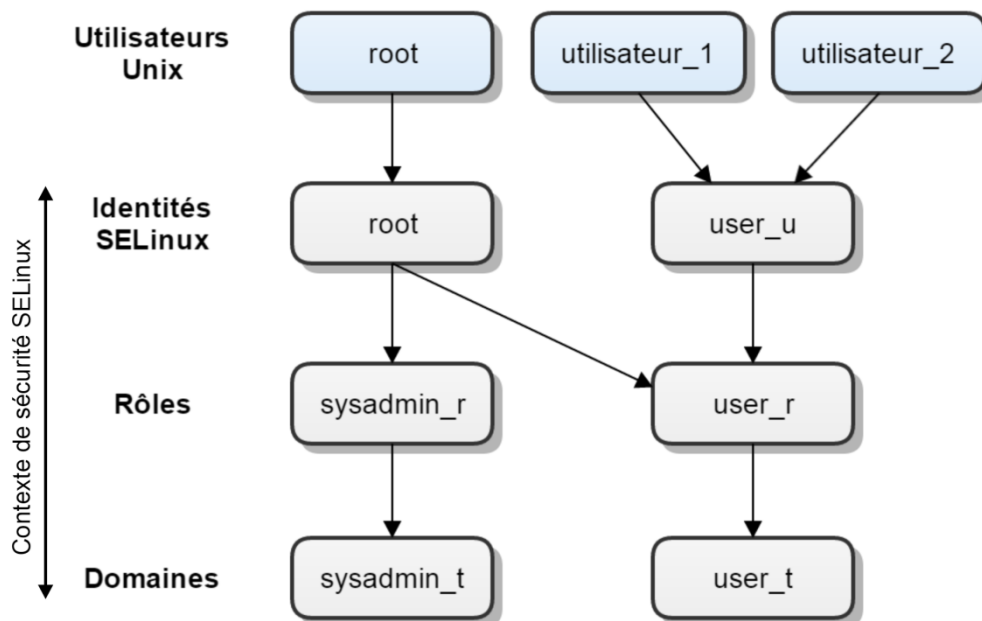 Utilisateurs
Unix
root
utilisateur_1
utilisateur_2
Contexte de sécurité SELinux
Identités
SELinux
root
user_u
Rôles
sysadmin_r
user_r
Domaines
sysadmin_t
user_t